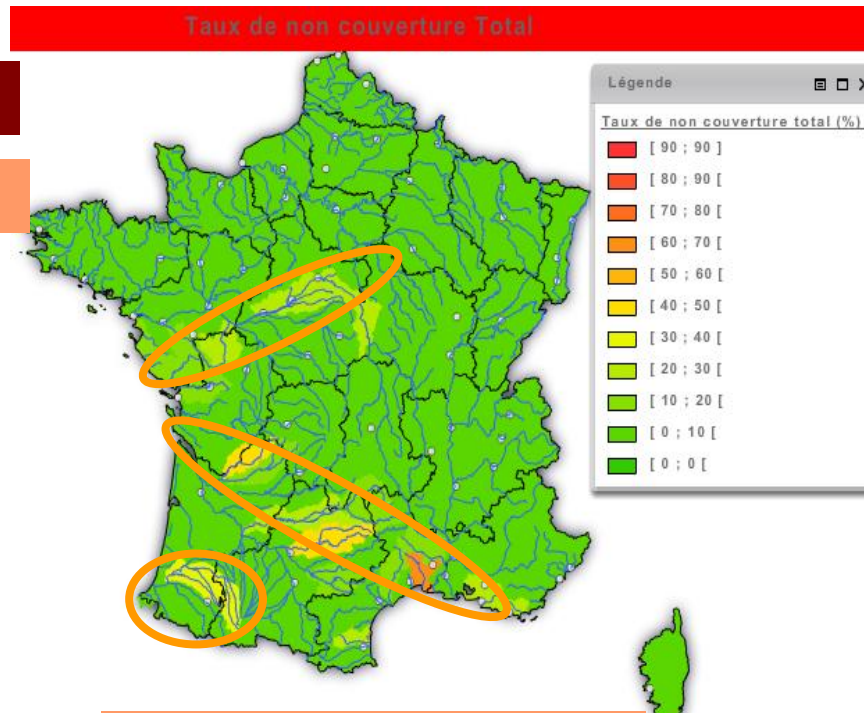 Taux de non couverture Total
Légende
Taux de non couverture total (%)
[ 90 ; 90 ]
[ 80 ; 90 [
[ 70 ; 80 [
[ 60 ; 70 [
[ 50 ; 60 [
[ 40 ; 50 [
[ 30 ; 40 [
[ 20 ; 30 [
[ 10 ; 20 [
[ 0 ; 10 [
[ 0 ; 0 [